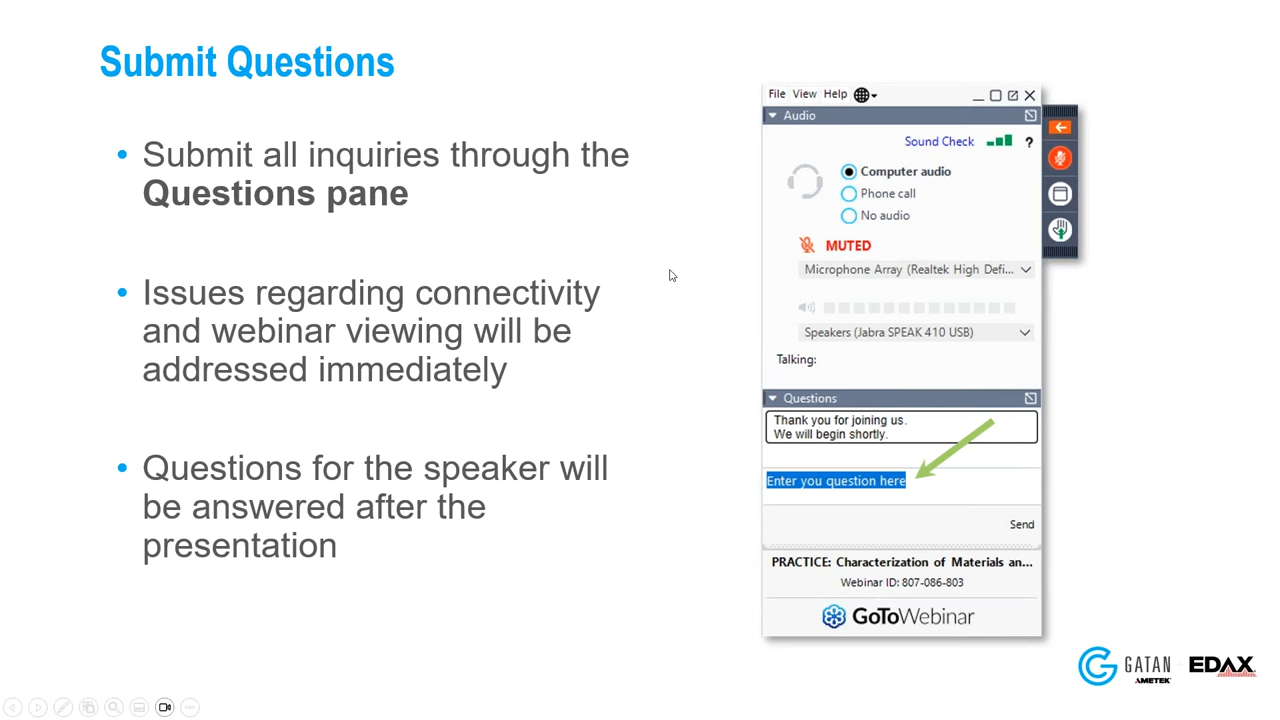 Submit Questions
• Submit all inquiries through the
Questions pane
• Issues regarding connectivity
and webinar viewing will be
addressed immediately
• Questions for the speaker will
be answered after the
presentation
File View Help
Audio
Sound Check ?
Computer audio
Phone call
No audio
MUTED
Microphone Array (Realtek High Defi...
Speakers (Jabra SPEAK 410 USB)
Talking:
Questions
Thank you for joining us.
We will begin shortly.
Enter you question here
Send
PRACTICE: Characterization of Materials an...
Webinar ID: 807-086-803
GoToWebinar
GATAN
AMETEK
EDAX